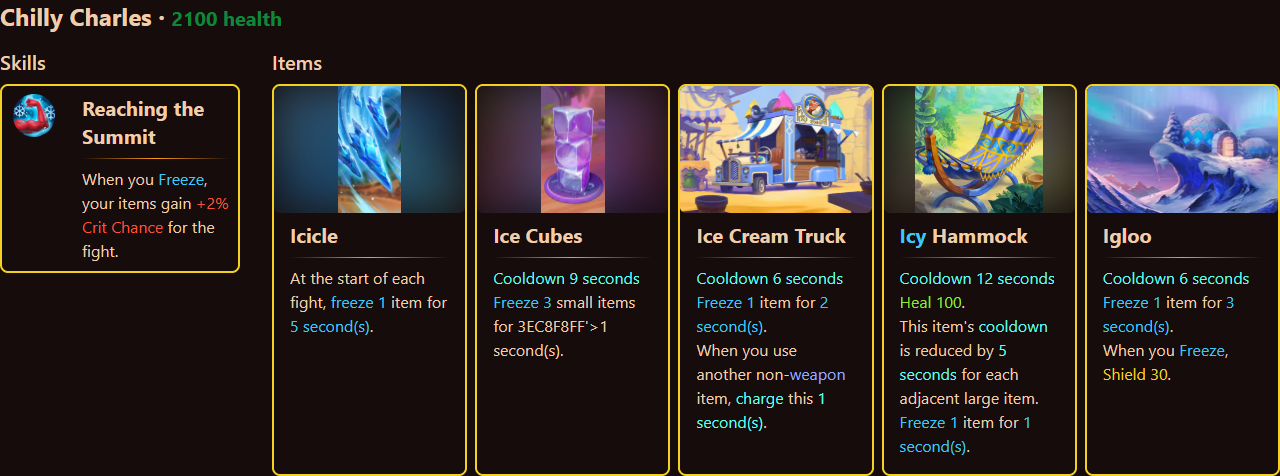 Chilly Charles · 2100 health
Skills
Reaching the
Summit
When you Freeze,
your items gain +2%
Crit Chance for the
fight.
Items
Icicle
At the start of each
fight, freeze 1 item for
5 second(s).
Ice Cubes
Cooldown 9 seconds
Freeze 3 small items
for 3EC8F8FF'>1
second(s).
Ice Cream Truck
Cooldown 6 seconds
Freeze 1 item for 2
second(s).
When you use
another non-weapon
item, charge this 1
second(s).
Icy Hammock
Cooldown 12 seconds
Heal 100.
This item's cooldown
is reduced by 5
seconds for each
adjacent large item.
Freeze 1 item for 1
second(s).
Igloo
Cooldown 6 seconds
Freeze 1 item for 3
second(s).
When you Freeze,
Shield 30.